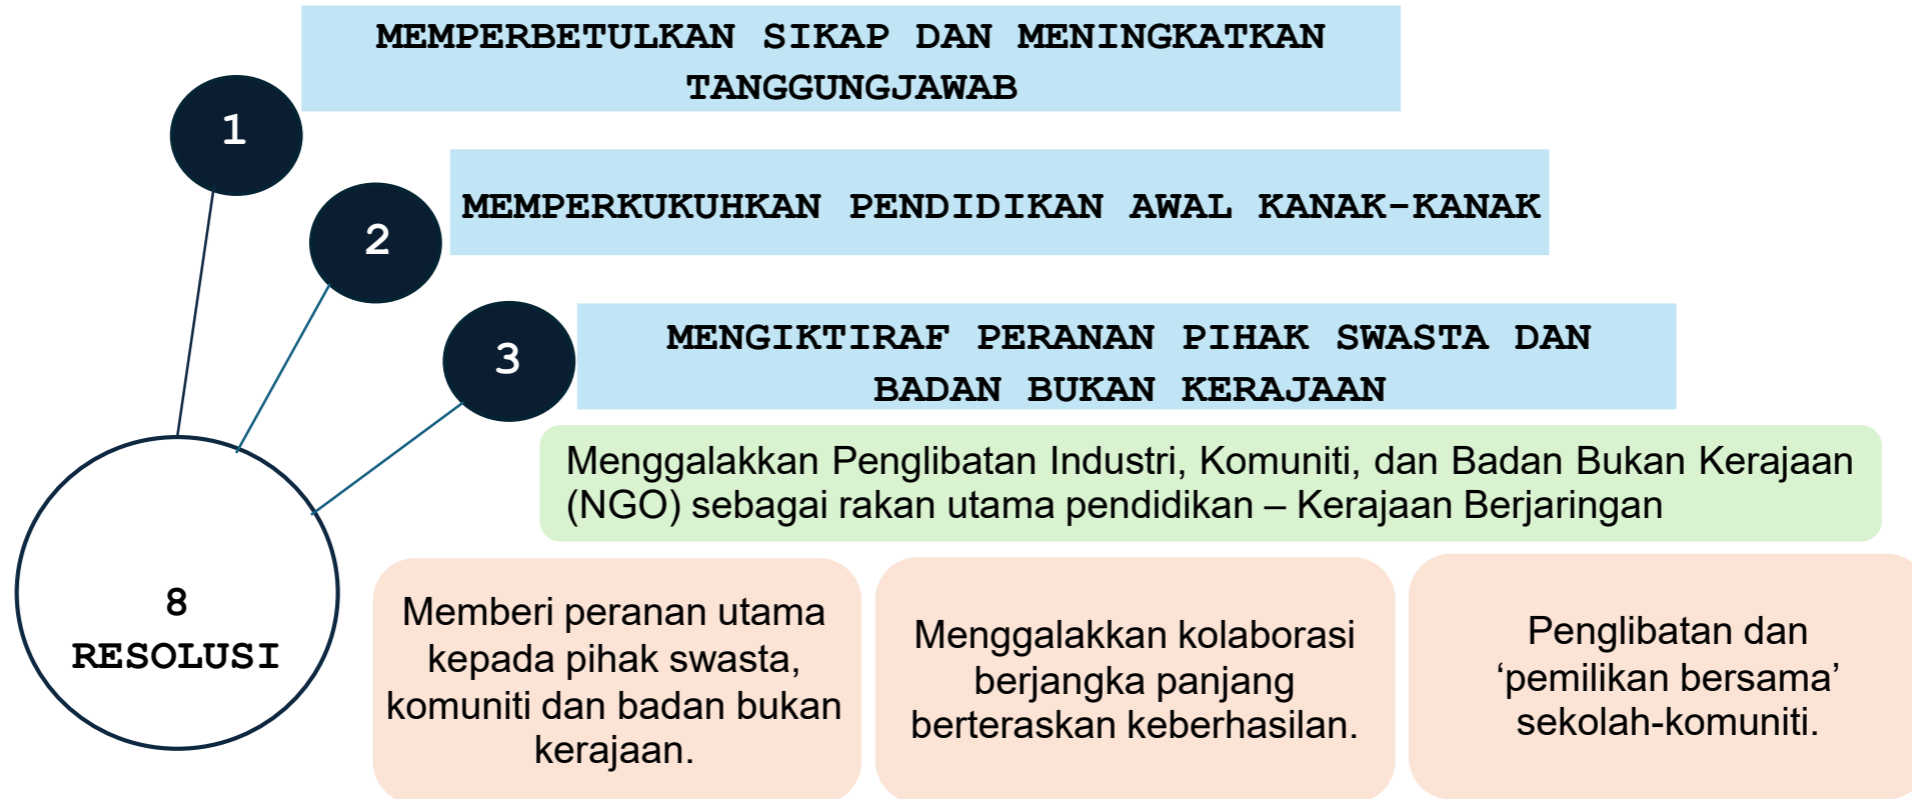 MEMPERBETULKAN SIKAP DAN MENINGKATKAN
TANGGUNGJAWAB
1
MEMPERKUKUHKAN PENDIDIKAN AWAL KANAK-KANAK
2
MENGIKTIRAF PERANAN PIHAK SWASTA DAN
BADAN BUKAN KERAJAAN
3
Menggalakkan Penglibatan Industri, Komuniti, dan Badan Bukan Kerajaan
(NGO) sebagai rakan utama pendidikan – Kerajaan Berjaringan
8
RESOLUSI
Memberi peranan utama
kepada pihak swasta,
komuniti dan badan bukan
kerajaan.
Menggalakkan kolaborasi
berjangka panjang
berteraskan keberhasilan.
Penglibatan dan
‘pemilikan bersama’
sekolah-komuniti.